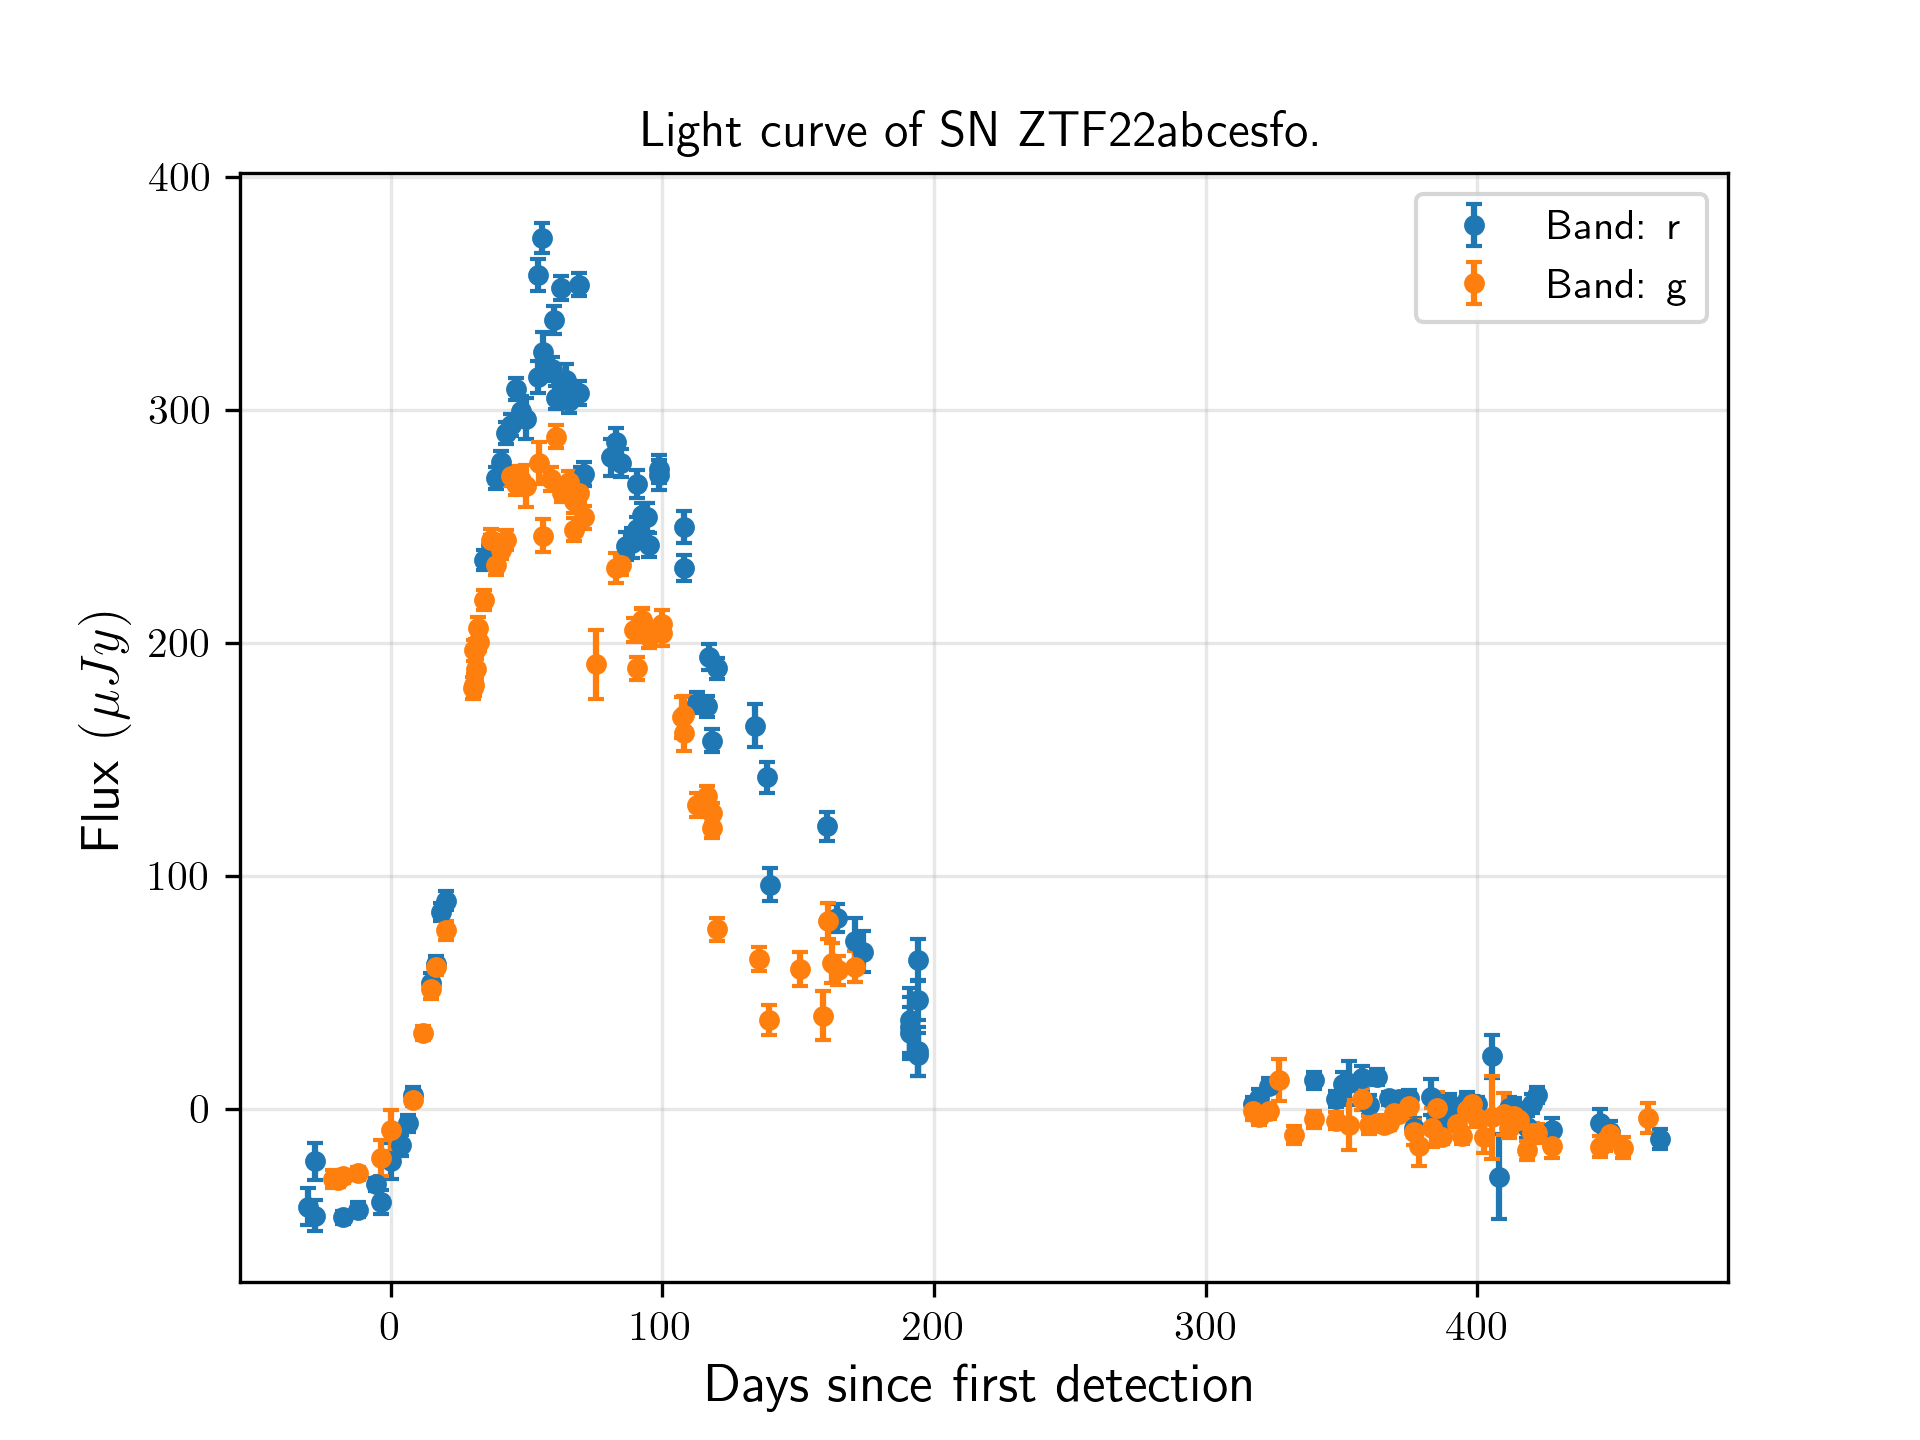 Light curve of SN ZTF22abcesfo.
Band: r
Band: g
Flux (μJy)
400
300
200
100
0
0 100 200 300 400
Days since first detection